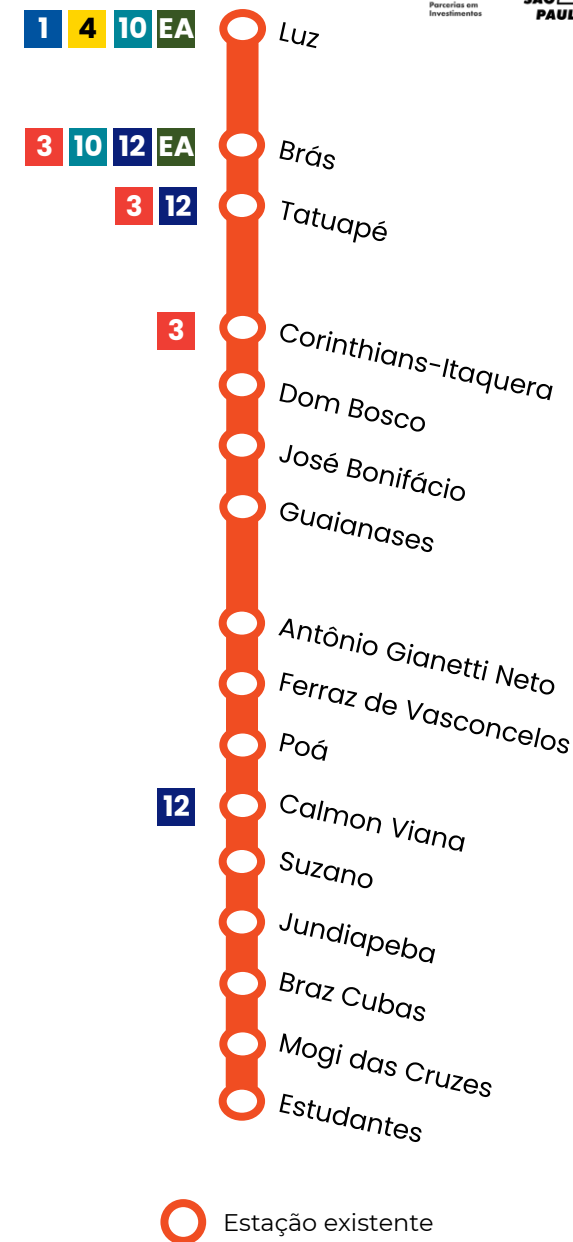 Parcerias em
Investimentos
SÃO
PAUL
1 4 10 EA Luz
3 10 12 EA Brás
3 12 Tatuapé
3 Corinthians-Itaquera
Dom Bosco
José Bonifácio
Guaianases
Antônio Gianetti Neto
Ferraz de Vasconcelos
Poá
12 Calmon Viana
Suzano
Jundiapeba
Braz Cubas
Mogi das Cruzes
Estudantes
Estação existente